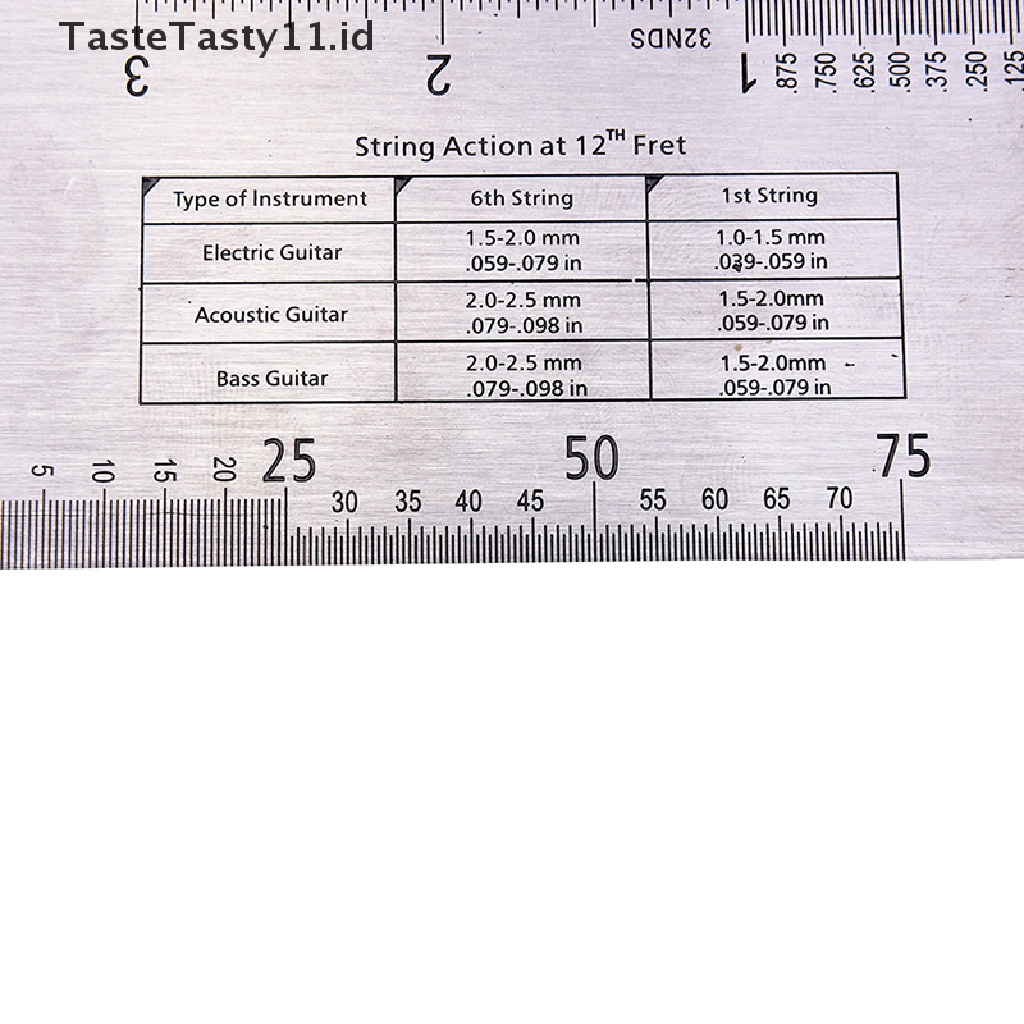 TasteTasty11.id
32NDS
3 2 1 .875 .750 .625 .500 .375 .250 .125
String Action at 12TH Fret
Type of Instrument 6th String 1st String
Electric Guitar
1.5-2.0 mm
.059-.079 in
1.0-1.5 mm
.039-.059 in
Acoustic Guitar
2.0-2.5 mm
.079-.098 in
1.5-2.0mm
.059-.079 in
Bass Guitar
2.0-2.5 mm
.079-.098 in
1.5-2.0mm
.059-.079 in
25 50 75
5 10 15 20 30 35 40 45 55 60 65 70